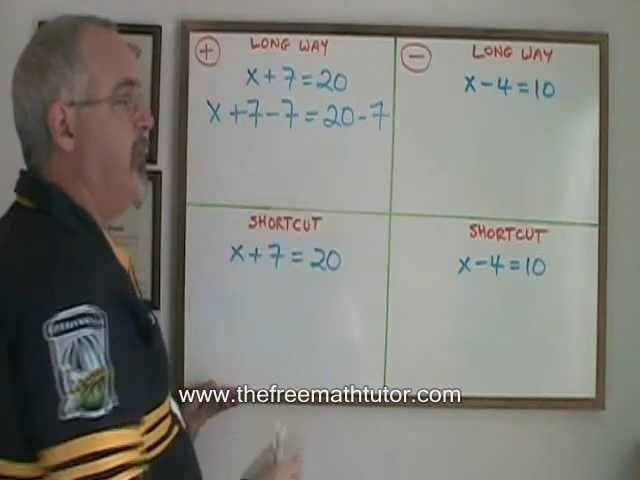 + LONG WAY
x+7=20
x+7-7=20-7
- LONG WAY
x-4=10
SHORTCUT
x+7=20
SHORTCUT
x-4=10
www.thefreemathtutor.com